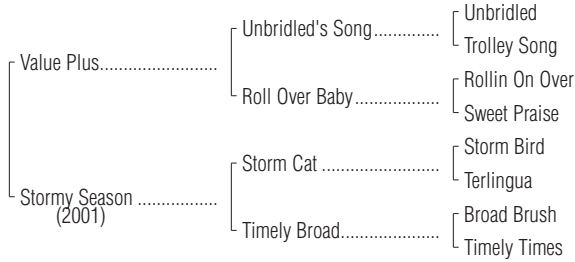 Unbridled
Unbridled's Song..............
Trolley Song
Value Plus.........................
Rollin On Over
Roll Over Baby..................
Sweet Praise
Storm Bird
Storm Cat .........................
Terlingua
Stormy Season .................
(2001)
Broad Brush
Timely Broad.....................
Timely Times